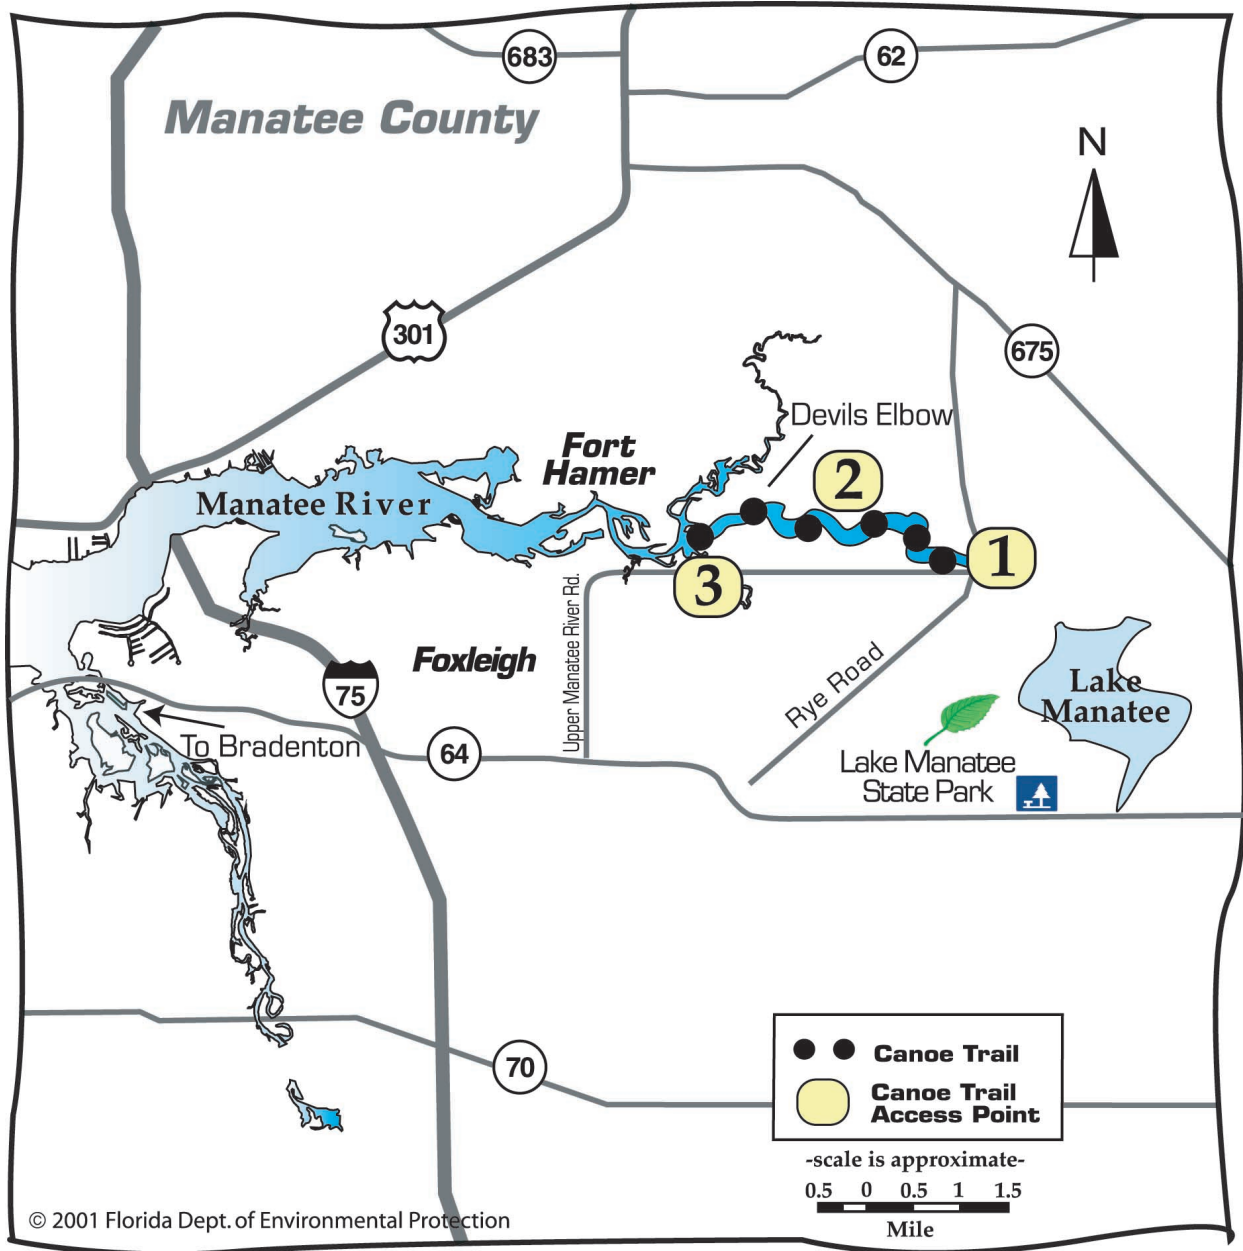 683
62
Manatee County
N
301
675
Devils Elbow
Fort
Hamer
2
Manatee River
1
3
Upper Manatee River Rd.
Foxleigh
75
Rye Road
Lake
Manatee
To Bradenton
64
Lake Manatee
State Park
70
Canoe Trail
Canoe Trail
Access Point
-scale is approximate-
0.5 0 0.5 1 1.5
Mile
© 2001 Florida Dept. of Environmental Protection